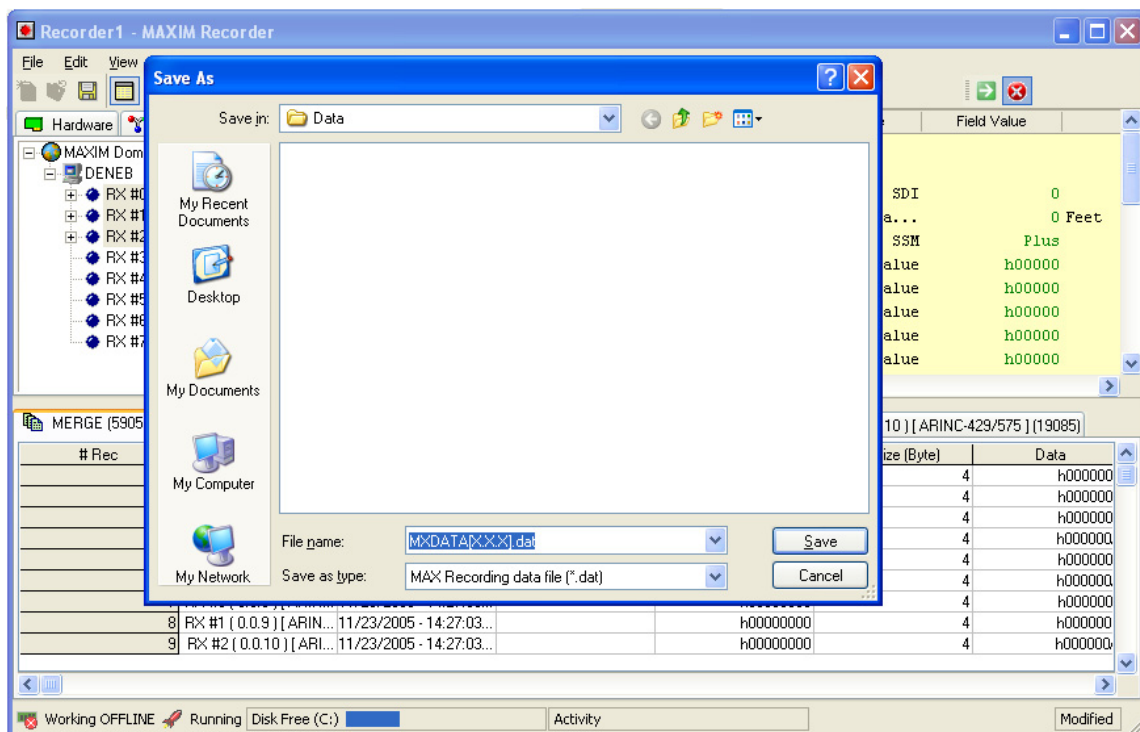 Recorder1 - MAXIM Recorder
File Edit View
Save As
Save in: Data
Hardware
Field Value
MAXIM Dom
DENEB
RX #0
RX #1
RX #2
RX #3
RX #4
RX #5
RX #6
RX #7
My Recent
Documents
Desktop
My Documents
My Computer
My Network
SDI 0
a... 0 Feet
SSM Plus
alue h00000
alue h00000
alue h00000
alue h00000
alue h00000
File name: MXDATA[X.X.X].dat Save
Save as type: MAX Recording data file (*.dat) Cancel
MERGE (5905 10 ) [ ARINC-429/575 ] (19085)
# Rec ize (Byte) Data
4 h000000
4 h000000
4 h000000
4 h000000
4 h000000
4 h000000
4 h000000
8 RX #1 ( 0.0.9 ) [ ARIN... 11/23/2005 - 14:27:03... h00000000 4 h000000
9 RX #2 ( 0.0.10 ) [ ARI... 11/23/2005 - 14:27:03... h00000000 4 h000000
Working OFFLINE Running Disk Free (C:) Activity Modified